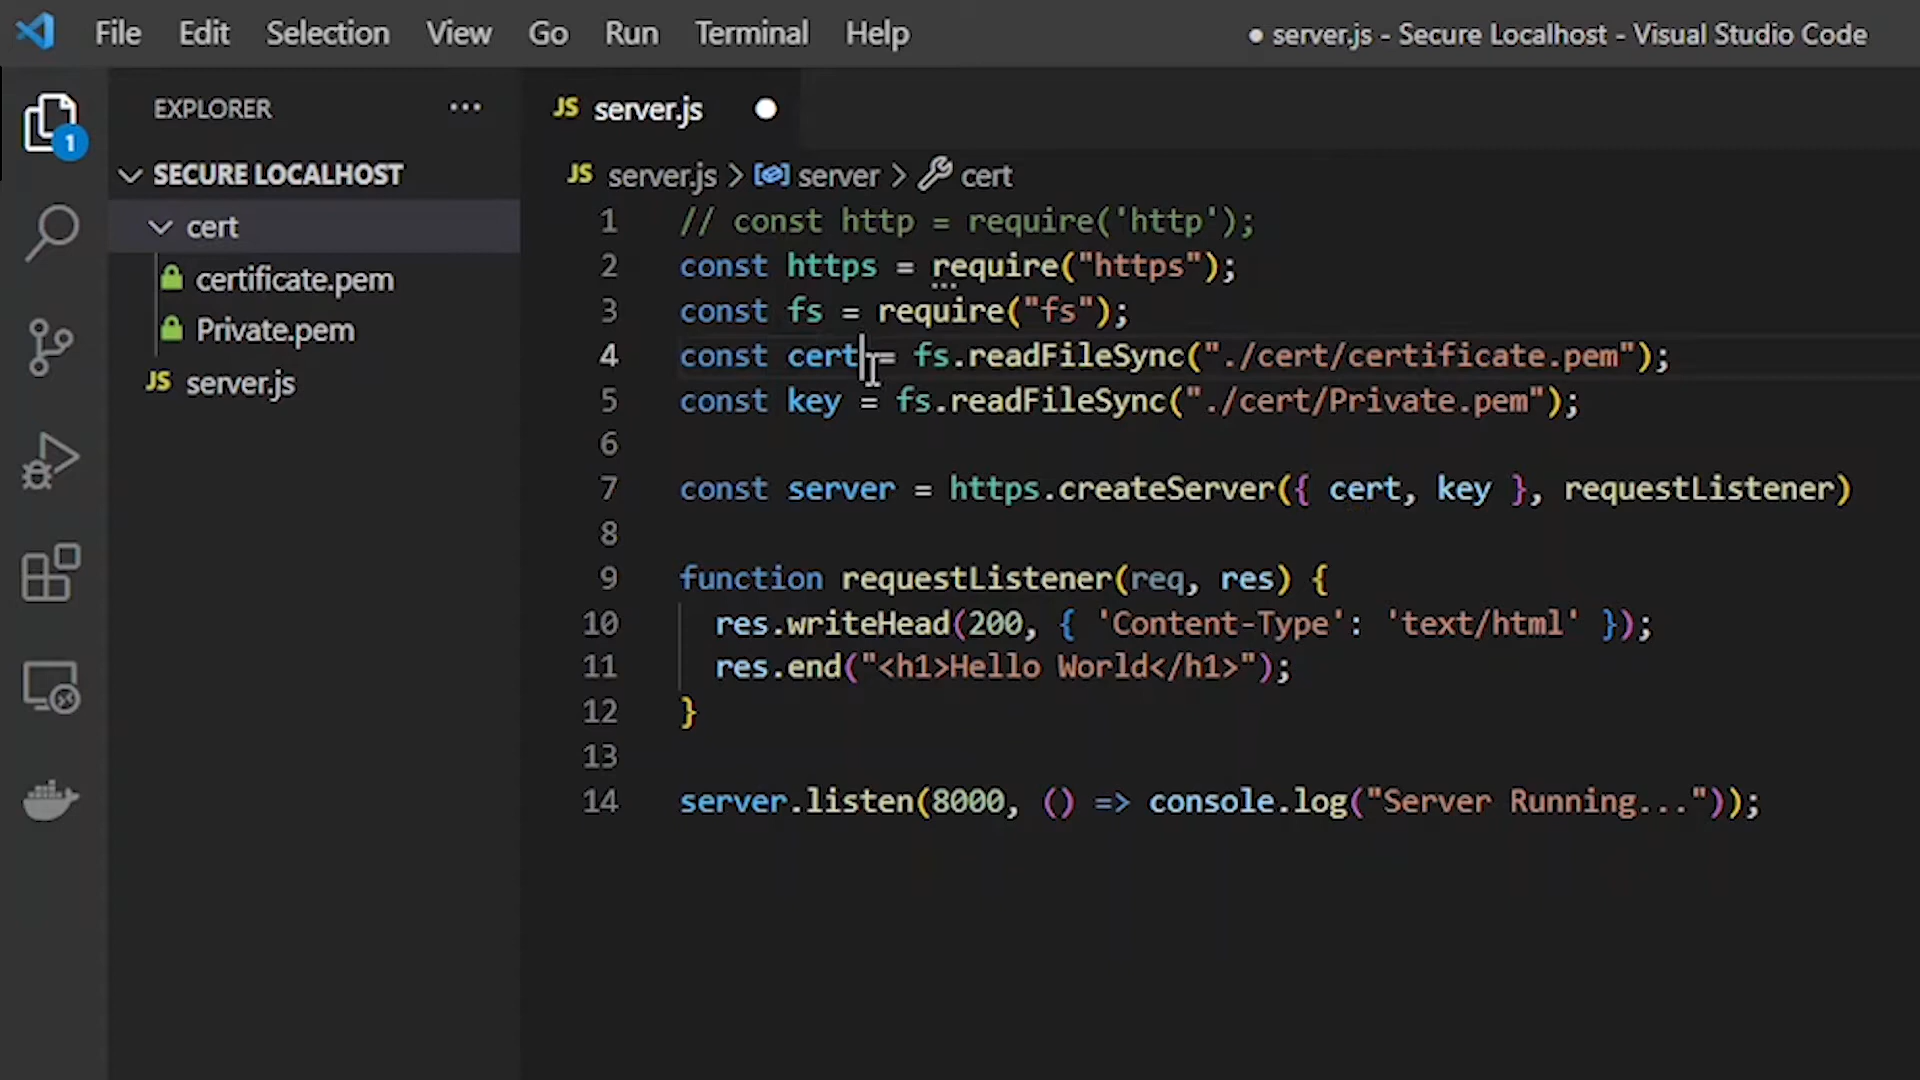 File Edit Selection View Go Run Terminal Help
● server.js - Secure Localhost - Visual Studio Code
EXPLORER ···
1
SECURE LOCALHOST
cert
certificate.pem
Private.pem
JS server.js
JS server.js
JS server.js > server > cert
1 // const http = require('http');
2 const https = require("https");
3 const fs = require("fs");
4 const cert = fs.readFileSync("./cert/certificate.pem");
5 const key = fs.readFileSync("./cert/Private.pem");
6
7 const server = https.createServer({ cert, key }, requestListener)
8
9 function requestListener(req, res) {
10 res.writeHead(200, { 'Content-Type': 'text/html' });
11 res.end("<h1>Hello World</h1>");
12 }
13
14 server.listen(8000, () => console.log("Server Running..."));